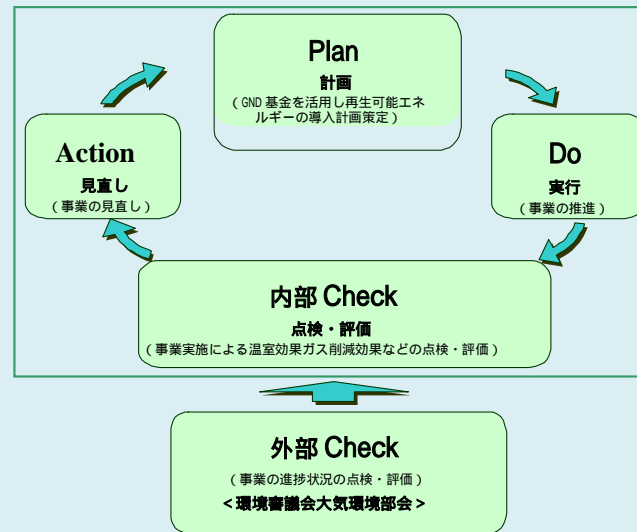 Plan
計画
（GND 基金を活用し再生可能エネ
ルギーの導入計画策定）
Action
見直し
（事業の見直し）
Do
実行
（事業の推進）
内部 Check
点検・評価
（事業実施による温室効果ガス削減効果などの点検・評価）
外部 Check
（事業の進捗状況の点検・評価）
＜環境審議会大気環境部会＞